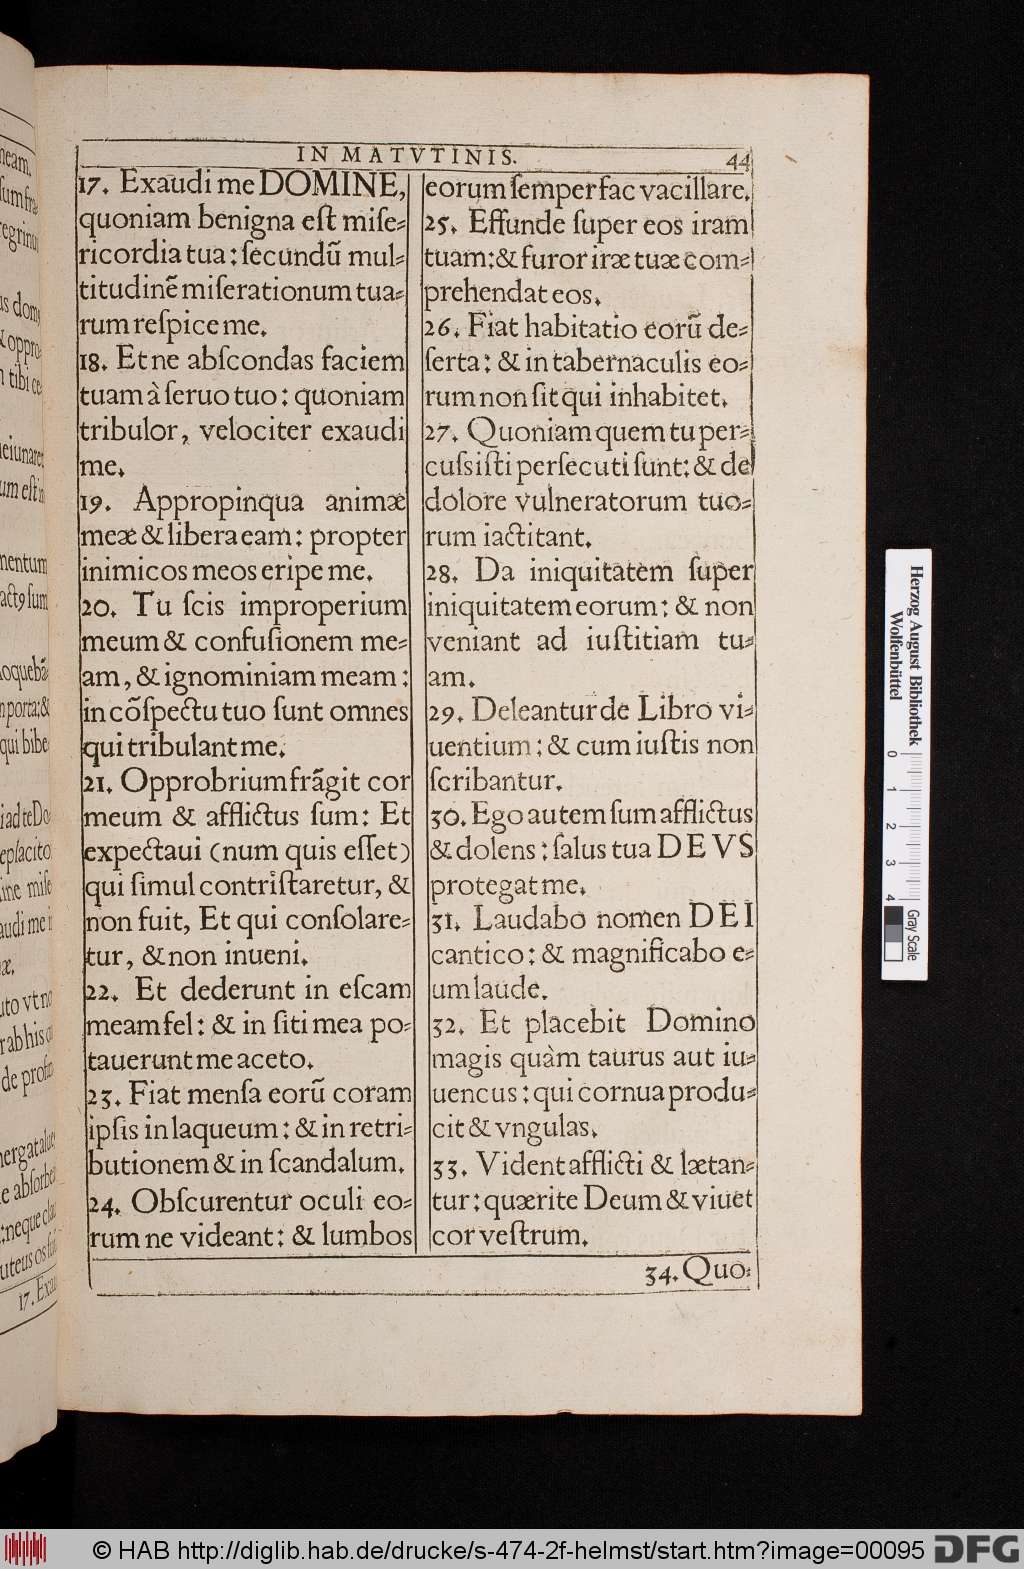 IN MATVTINIS.
44
17. Exaudi me DOMINE,
quoniam benigna eſt miſe⸗
ricordia tua: ſecundũ mul⸗
titudinẽ miſerationum tua⸗
rum reſpice me.
18. Et ne abſcondas faciem
tuam à ſeruo tuo: quoniam
tribulor, velociter exaudi
me.
19. Appropinqua animæ
meæ & libera eam: propter
inimicos meos eripe me.
20. Tu ſcis improperium
meum & confuſionem me⸗
am, & ignominiam meam:
in cõſpectu tuo ſunt omnes
qui tribulant me.
21. Opprobrium frãgit cor
meum & afflictus ſum: Et
expectaui (num quis eſſet)
qui ſimul contriſtaretur, &
non fuit, Et qui conſolare⸗
tur, & non inueni.
22. Et dederunt in eſcam
meam fel: & in ſiti mea po⸗
tauerunt me aceto.
23. Fiat menſa eorũ coram
ipſis in laqueum: & in retri⸗
butionem & in ſcandalum.
24. Obſcurentur oculi eo⸗
rum ne videant: & lumbos
eorum ſemper fac vacillare.
25. Effunde ſuper eos iram
tuam: & furor iræ tuæ com⸗
prehendat eos.
26. Fiat habitatio eorũ de⸗
ſerta: & in tabernaculis eo⸗
rum non ſit qui inhabitet.
27. Quoniam quem tu per⸗
cuſsiſti perſecuti ſunt: & de
dolore vulneratorum tuo⸗
rum iactitant.
28. Da iniquitatem ſuper
iniquitatem eorum: & non
veniant ad iuſtitiam tu⸗
am.
29. Deleantur de Libro vi⸗
uentium: & cum iuſtis non
ſcribantur.
30. Ego autem ſum afflictus
& dolens: ſalus tua DEVS
protegat me.
31. Laudabo nomen DEI
cantico: & magnificabo e⸗
um laude.
32. Et placebit Domino
magis quàm taurus aut iu⸗
uencus: qui cornua produ⸗
cit & vngulas.
33. Vident afflicti & lætan⸗
tur: quærite Deum & viuet
cor veſtrum.
34. Quo⸗
Herzog August Bibliothek
Wolfenbüttel
0 1 2 3 4
Gray Scale
© HAB http://diglib.hab.de/drucke/s-474-2f-helmst/start.htm?image=00095
DFG